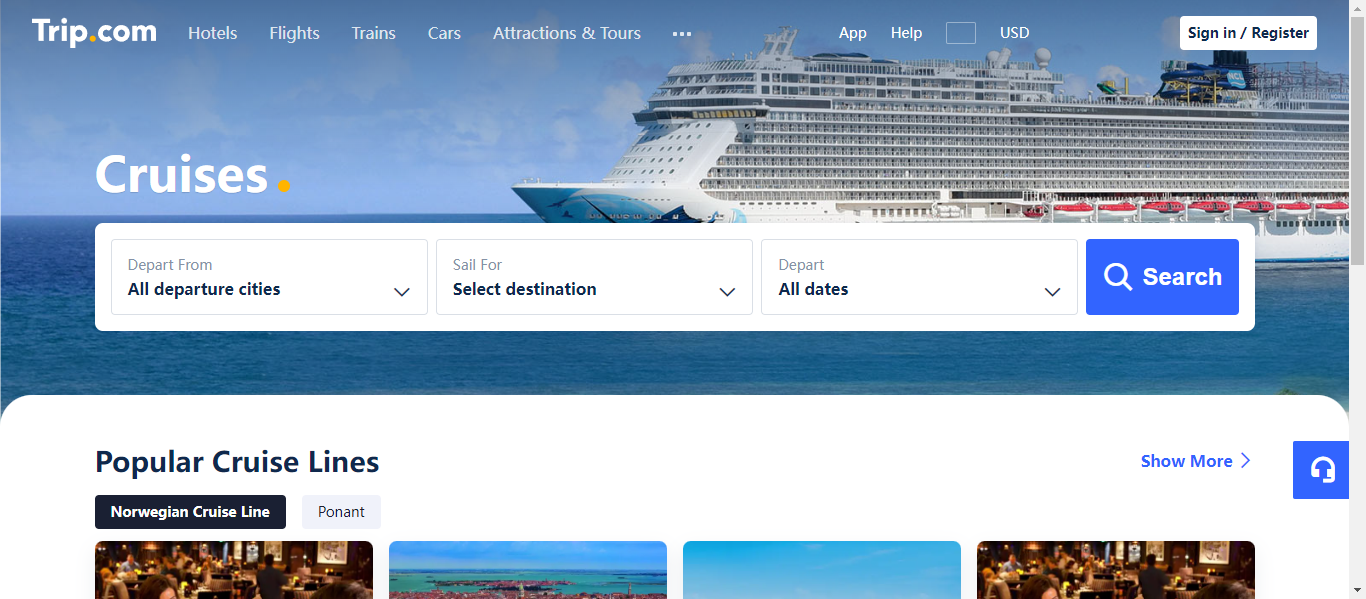 Trip.com
Hotels
Flights
Trains
Cars
Attractions & Tours
App
Help
USD
Sign in / Register
NCL
Cruises
Depart From
All departure cities
Sail For
Select destination
Depart
All dates
Search
Popular Cruise Lines
Show More
Norwegian Cruise Line
Ponant